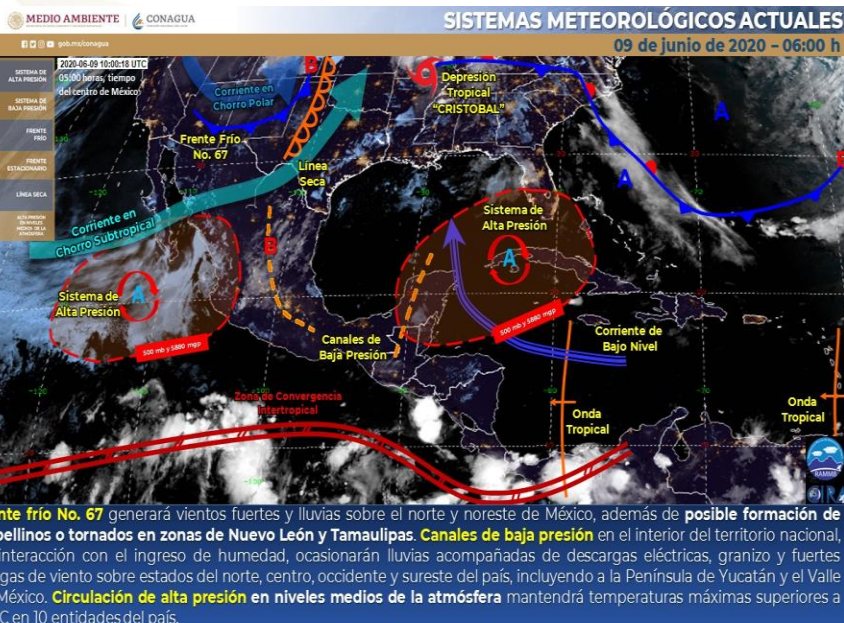 MEDIO AMBIENTE
CONAGUA
SISTEMAS METEOROLÓGICOS ACTUALES
gob.mx/conagua
09 de junio de 2020 – 06:00 h
2020-06-09 10:00:18 UTC
05:00 horas, tiempo
del centro de México
SISTEMA DE
ALTA PRESIÓN
SISTEMA DE
BAJA PRESIÓN
FRENTE
FRÍO
FRENTE
ESTACIONARIO
LÍNEA SECA
ALTA PRESIÓN
EN NIVELES
MEDIOS DE LA
ATMÓSFERA
Corriente en
Chorro Polar
B
Depresión
Tropical
"CRISTOBAL"
A
Frente Frío
No. 67
Línea
Seca
A
Corriente en
Chorro Subtropical
B
Sistema de
Alta Presión
A
Sistema de
Alta Presión
A
500 mb y 5880 mgp
500 mb y 5880 mgp
Canales de
Baja Presión
Corriente de
Bajo Nivel
Zona de Convergencia
Intertropical
Onda
Tropical
Onda
Tropical
RAMMB
nte frío No. 67 generará vientos fuertes y lluvias sobre el norte y noreste de México, además de posible formación de
bellinos o tornados en zonas de Nuevo León y Tamaulipas. Canales de baja presión en el interior del territorio nacional,
interacción con el ingreso de humedad, ocasionarán lluvias acompañadas de descargas eléctricas, granizo y fuertes
gas de viento sobre estados del norte, centro, occidente y sureste del país, incluyendo a la Península de Yucatán y el Valle
México. Circulación de alta presión en niveles medios de la atmósfera mantendrá temperaturas máximas superiores a
C en 10 entidades del país.